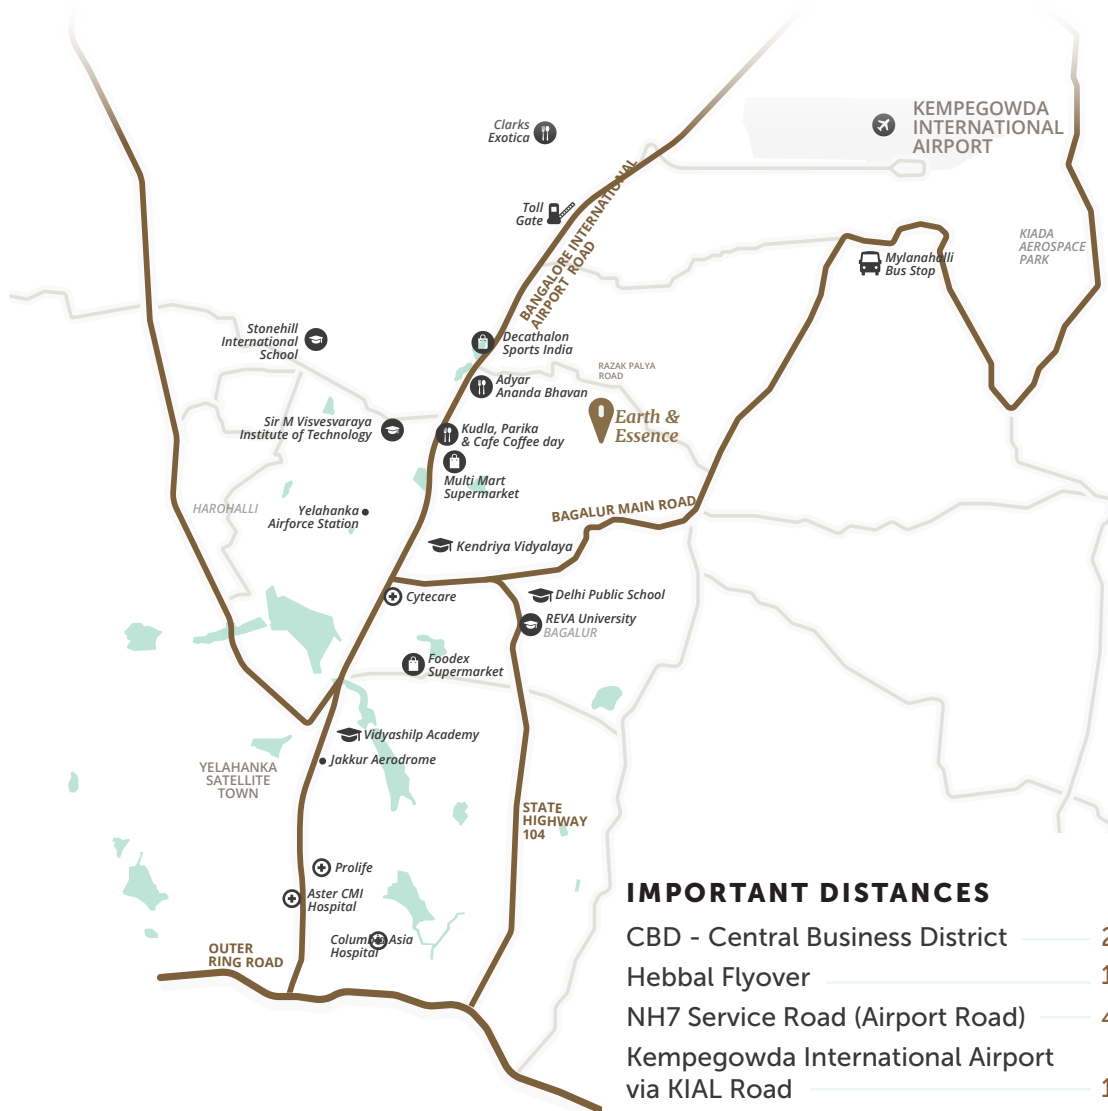 Clarks
Exotica
KEMPEGOWDA
INTERNATIONAL
AIRPORT
Toll
Gate
BANGALORE INTERNATIONAL
AIRPORT ROAD
KIADA
AEROSPACE
PARK
Mylanahalli
Bus Stop
Stonehill
International
School
Decathalon
Sports India
RAZAK PALYA
ROAD
Adyar
Ananda Bhavan
Earth &
Essence
Sir M Visvesvaraya
Institute of Technology
Kudla, Parika
& Cafe Coffee day
Multi Mart
Supermarket
HAROHALLI
Yelahanka
Airforce Station
BAGALUR MAIN ROAD
Kendriya Vidyalaya
Cytecare
Delhi Public School
REVA University
BAGALUR
Foodex
Supermarket
Vidyashilp Academy
Jakkur Aerodrome
YELAHANKA
SATELLITE
TOWN
STATE
HIGHWAY
104
Prolife
Aster CMI
Hospital
Columbia Asia
Hospital
OUTER
RING ROAD
IMPORTANT DISTANCES
CBD - Central Business District
Hebbal Flyover
NH7 Service Road (Airport Road)
Kempegowda International Airport
via KIAL Road